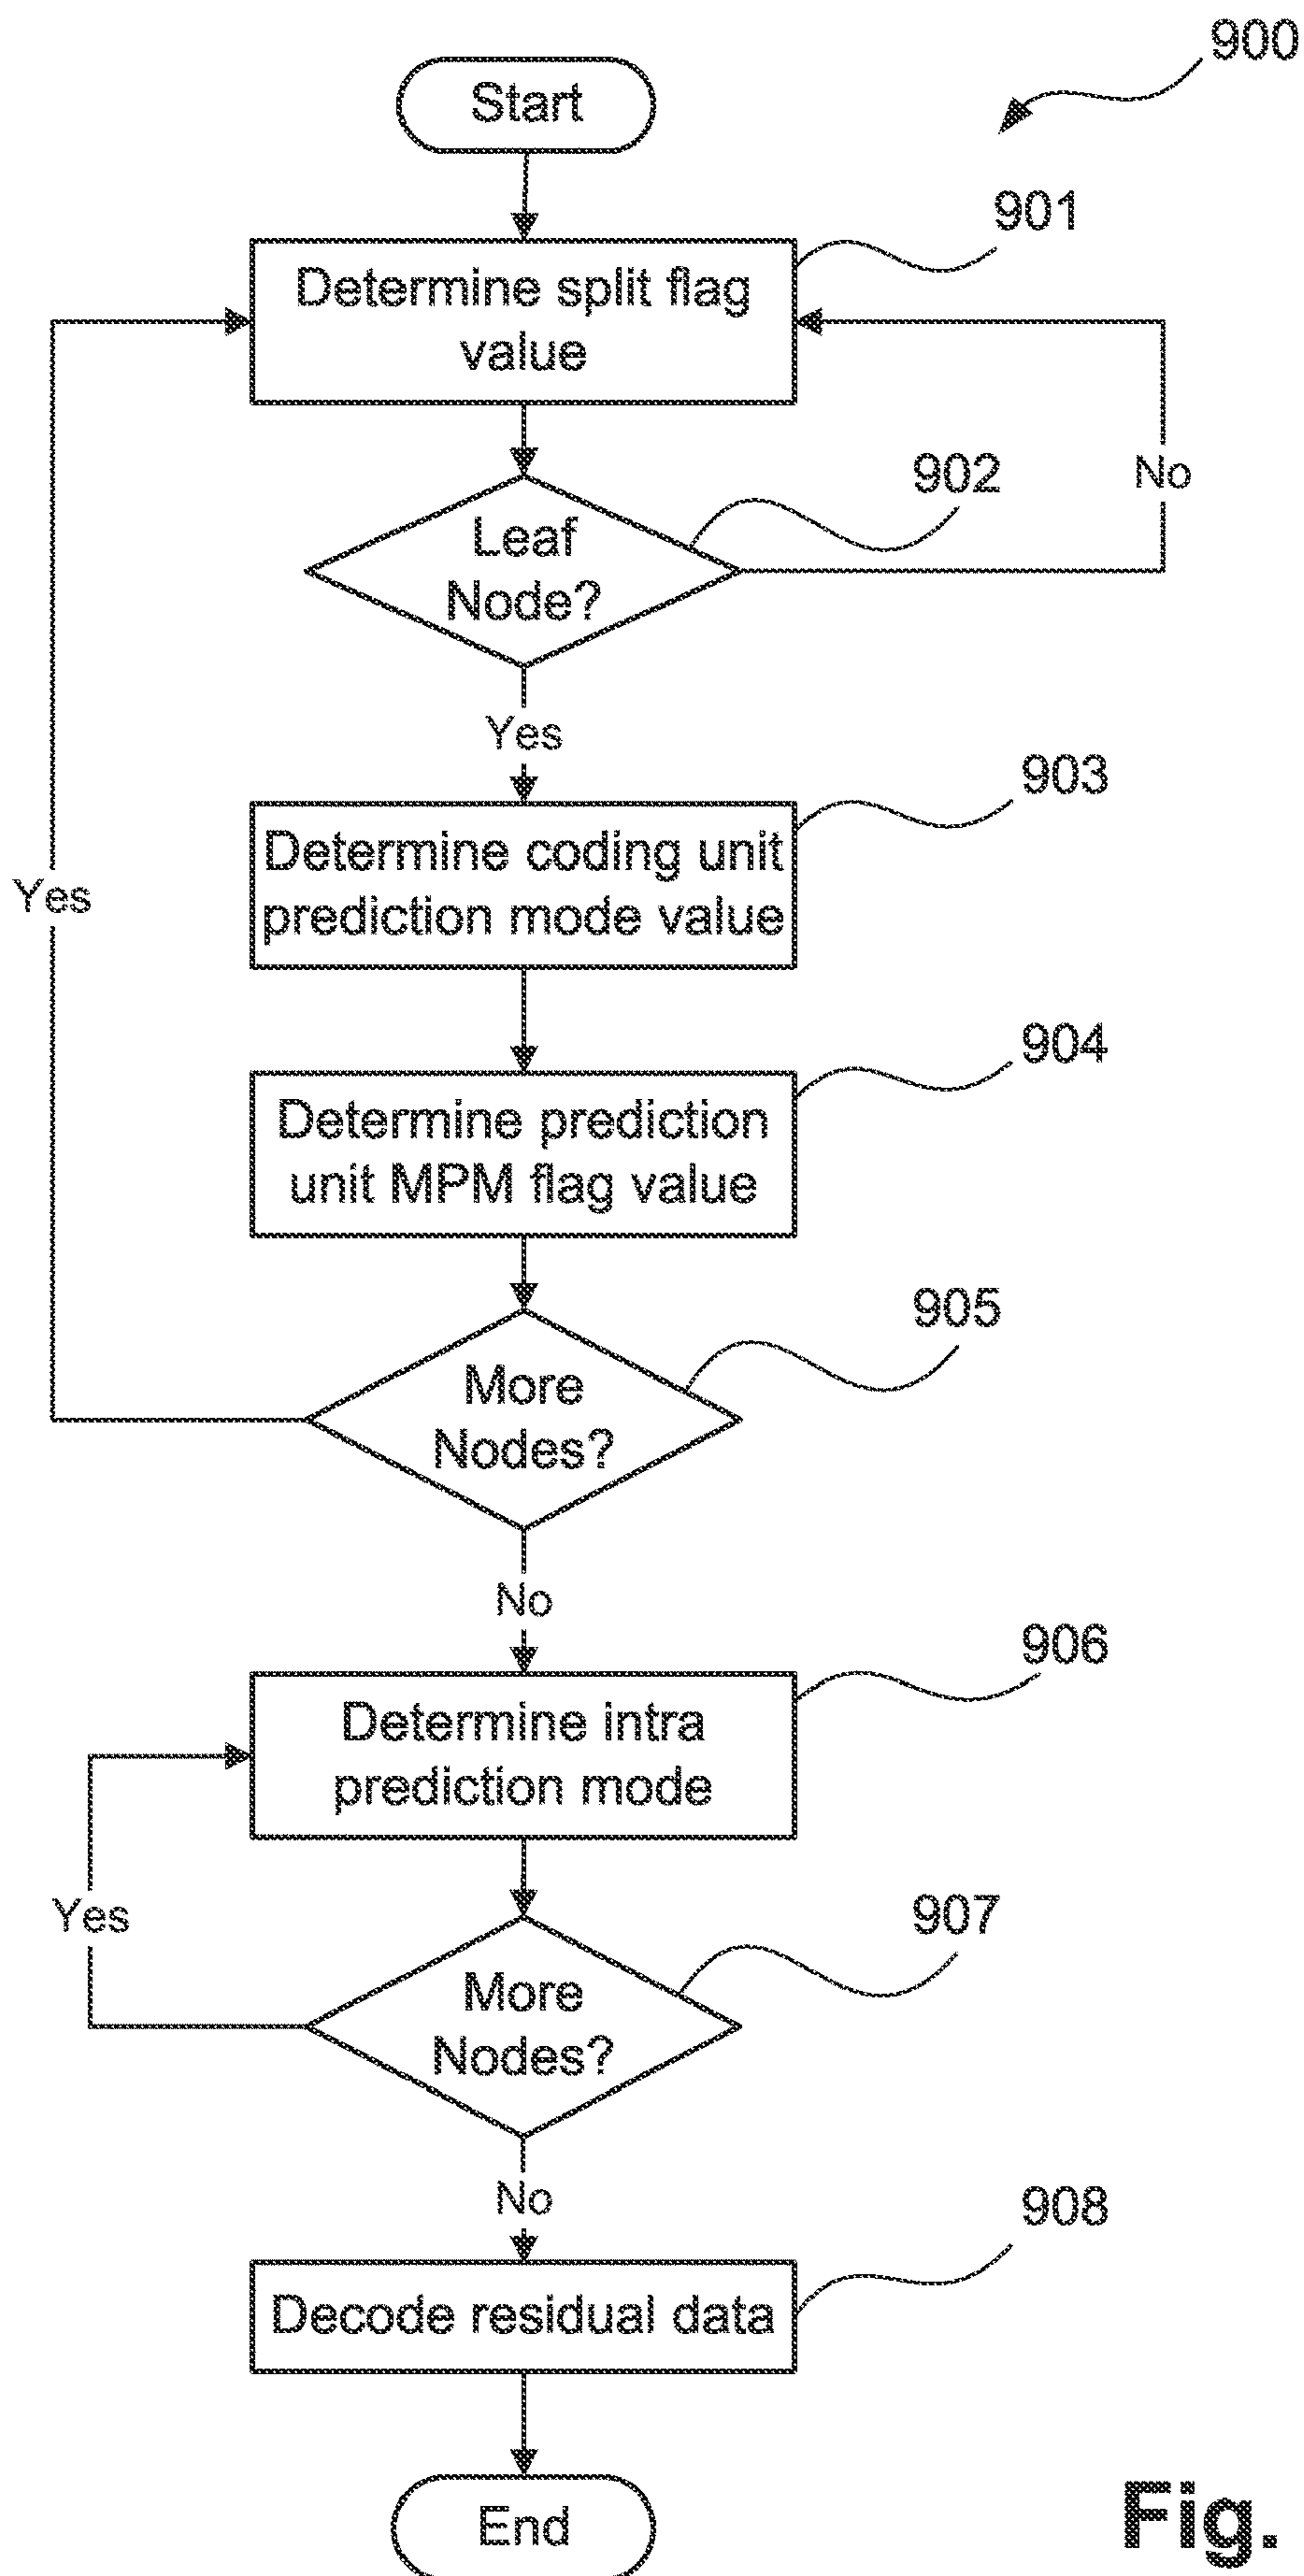 900
Start
901
Determine split flag
value
902
No
Leaf
Node?
Yes
903
Determine coding unit
prediction mode value
Yes
904
Determine prediction
unit MPM flag value
905
More
Nodes?
No
906
Determine intra
prediction mode
Yes
907
More
Nodes?
No
908
Decode residual data
End
Fig.